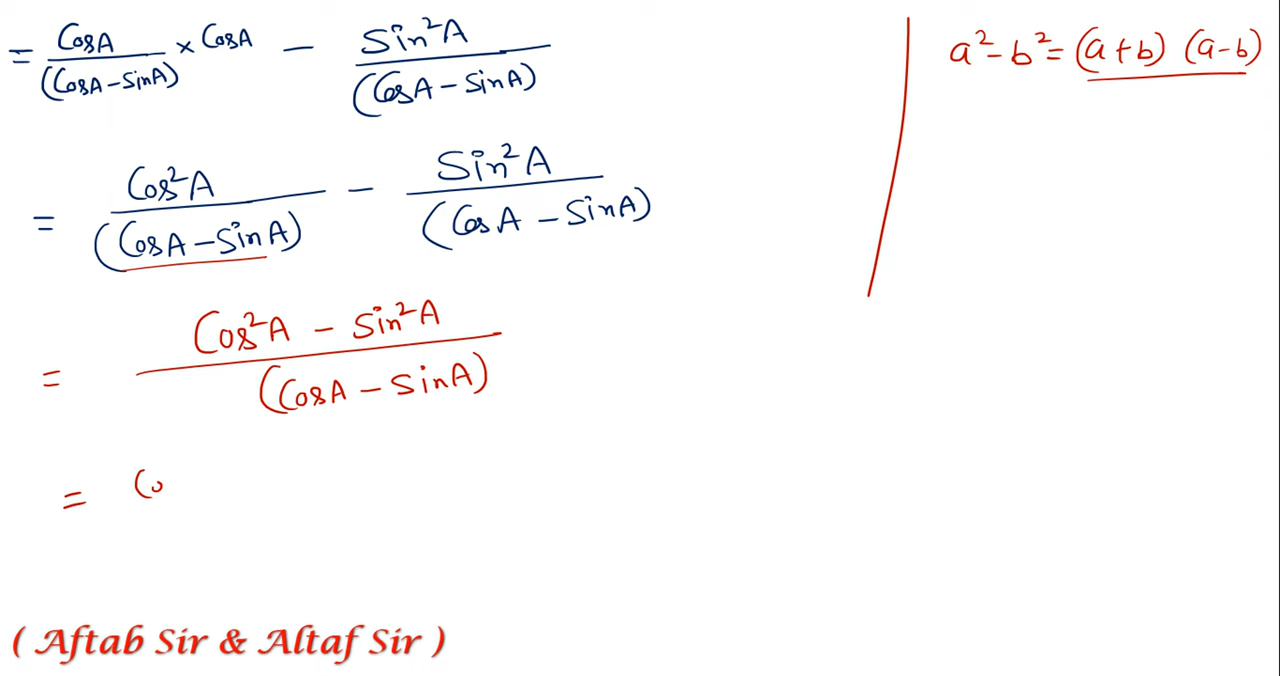 = CosA/(CosA-SinA) × CosA - Sin²A/(CosA - SinA)
a²-b²=(a+b) (a-b)
= Cos²A/(CosA-SinA) - Sin²A/(CosA - SinA)
= Cos²A - Sin²A/(CosA - SinA)
= Co
( Aftab Sir & Altaf Sir )